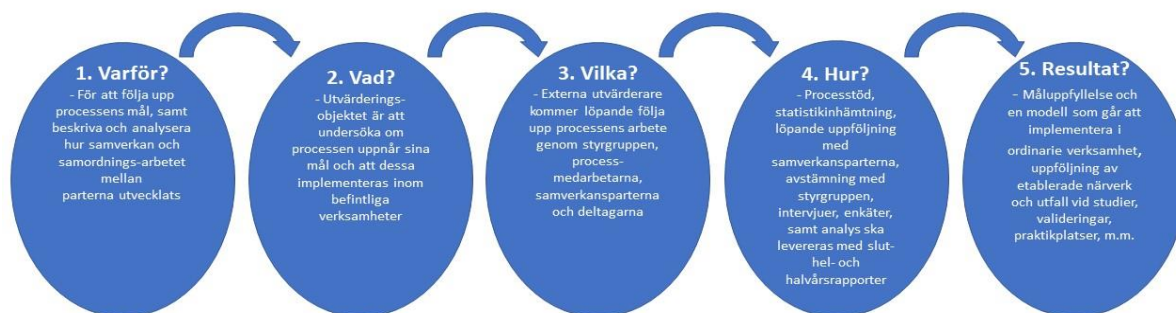 1. Varför?
- För att följa upp
processens mål, samt
beskriva och analysera
hur samverkan och
samordnings-arbetet
mellan
parterna utvecklats
2. Vad?
- Utvärderings-
objektet är att
undersöka om
processen uppnår sina
mål och att dessa
implementeras inom
befintliga
verksamheter
3. Vilka?
- Externa utvärderare
kommer löpande följa
upp processens arbete
genom styrgruppen,
process-
medarbetarna,
samverkansparterna
och deltagarna
4. Hur?
- Processtöd,
statistikinhämtning,
löpande uppföljning
med
samverkansparterna,
avstämning med
styrgruppen,
intervjuer, enkäter,
samt analys ska
levereras med slut-
hel- och
halvårsrapporter
5. Resultat?
- Måluppfyllelse och
en modell som går att
implementera i
ordinarie verksamhet,
uppföljning av
etablerade närverk
och utfall vid studier,
valideringar,
praktikplatser, m.m.